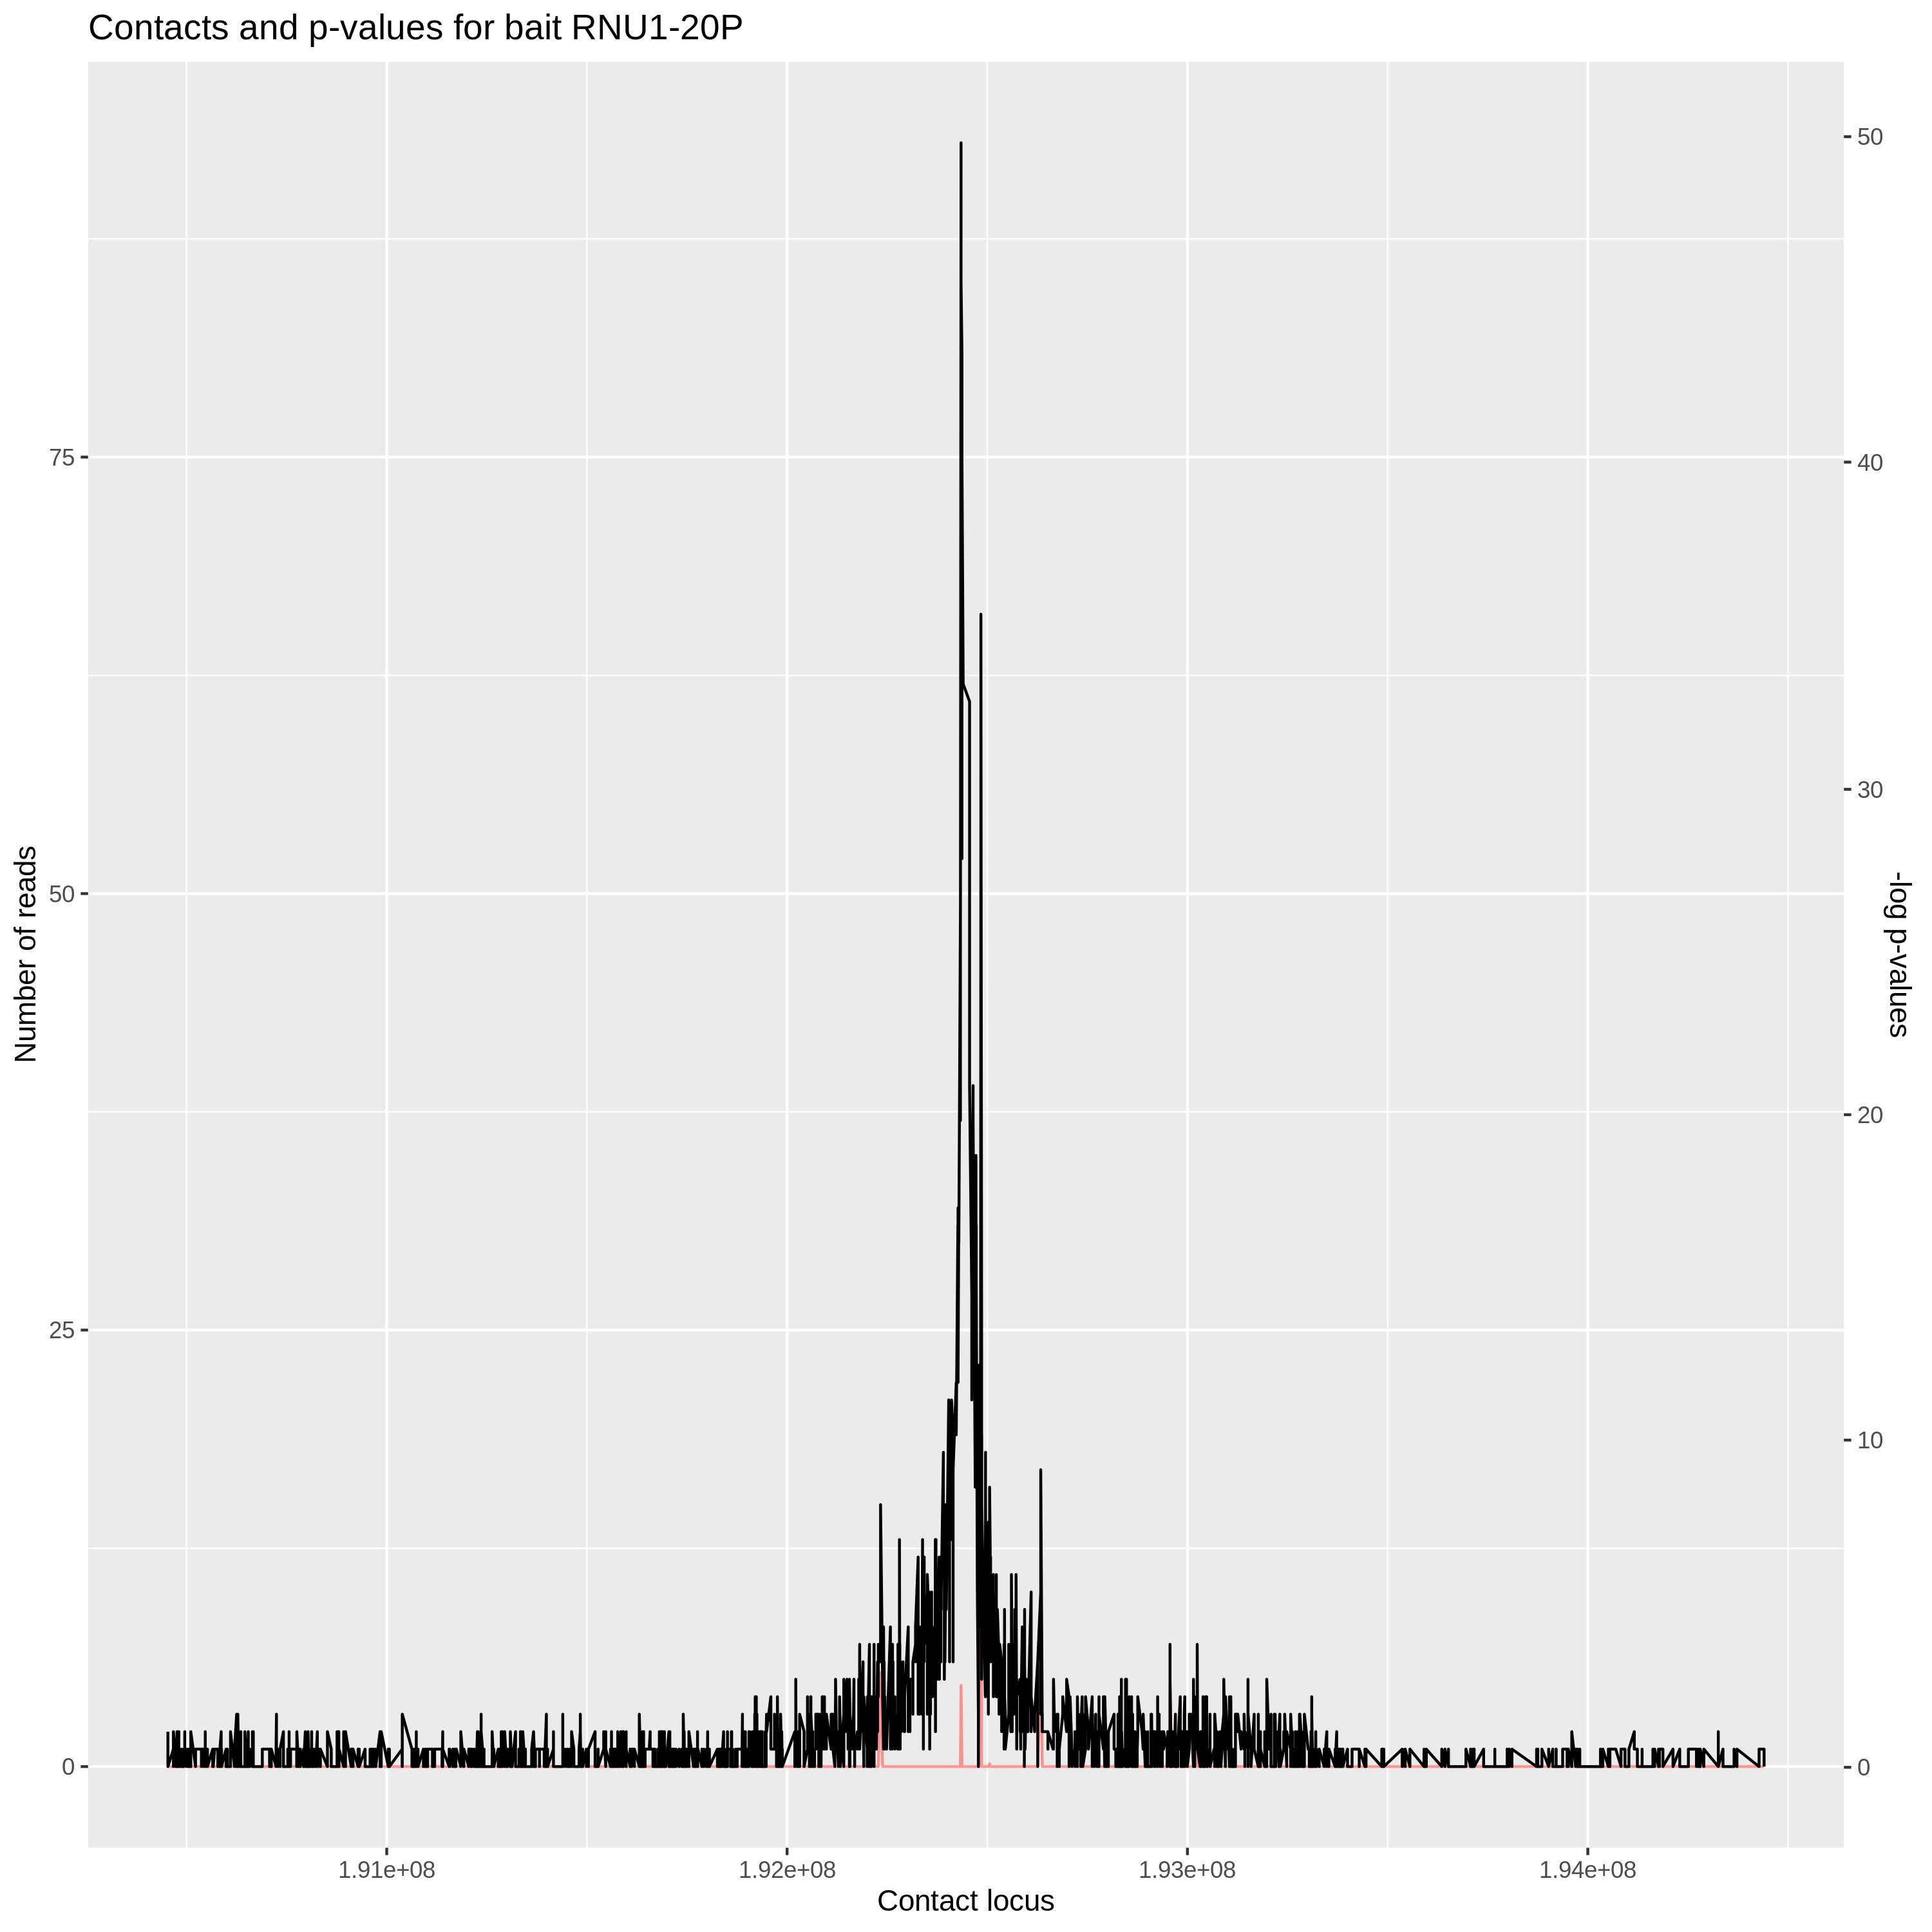 Contacts and p-values for bait RNU1-20P
Number of reads
75
50
25
0
50
40
30
20
10
0
-log p-values
1.91e+08
1.92e+08
1.93e+08
1.94e+08
Contact locus